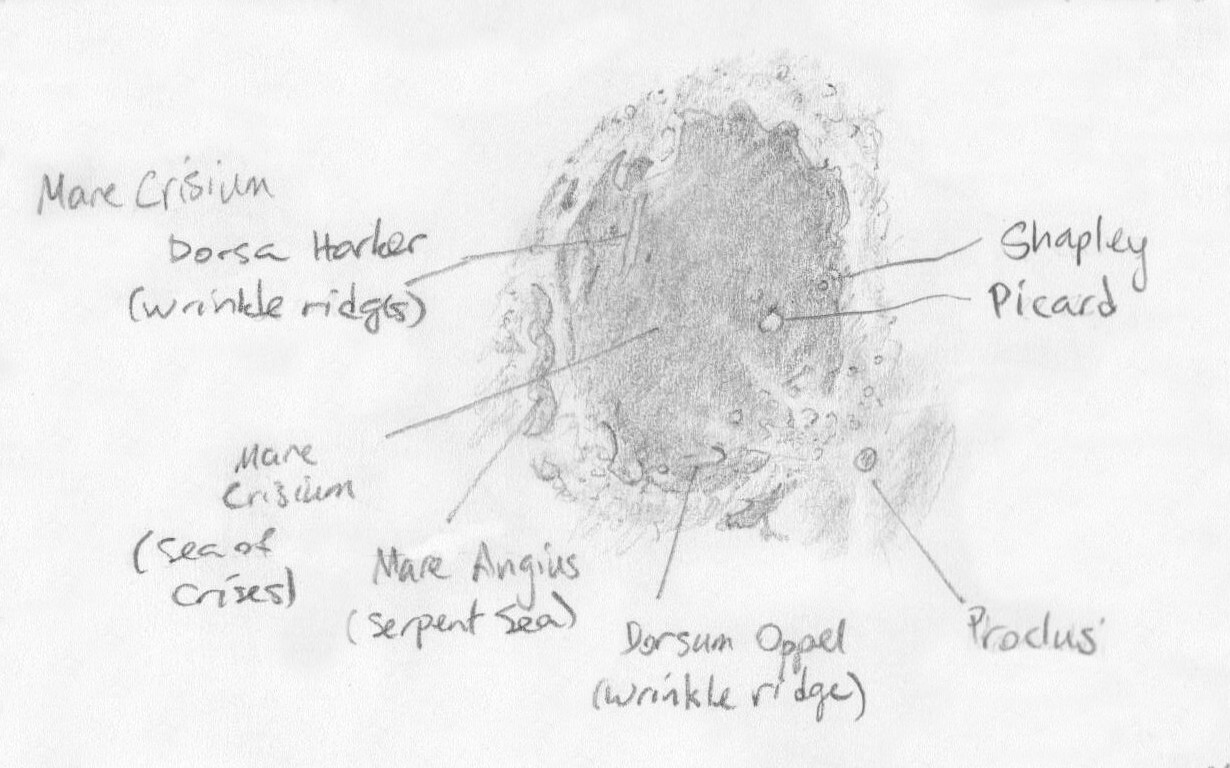 Mare Crisium
Dorsa Harker
(wrinkle ridg(s)
Shapley
Picard
Mare
Crisium
(Sea of
Crises)
Mare Angius
(Serpent Sea)
Dorsum Oppel
(wrinkle ridge)
Proclus